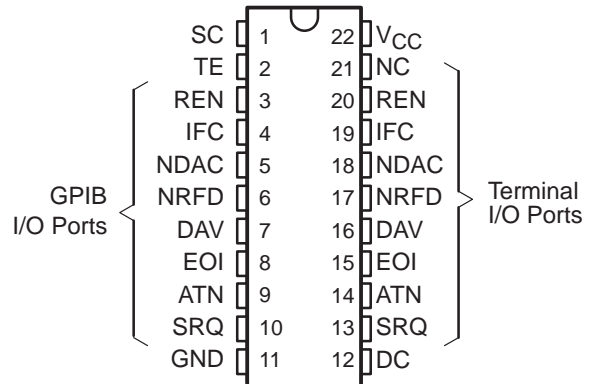 SC 1 22 VCC
TE 2 21 NC
REN 3 20 REN
IFC 4 19 IFC
NDAC 5 18 NDAC
NRFD 6 17 NRFD
DAV 7 16 DAV
EOI 8 15 EOI
ATN 9 14 ATN
SRQ 10 13 SRQ
GND 11 12 DC
GPIB
I/O Ports
Terminal
I/O Ports